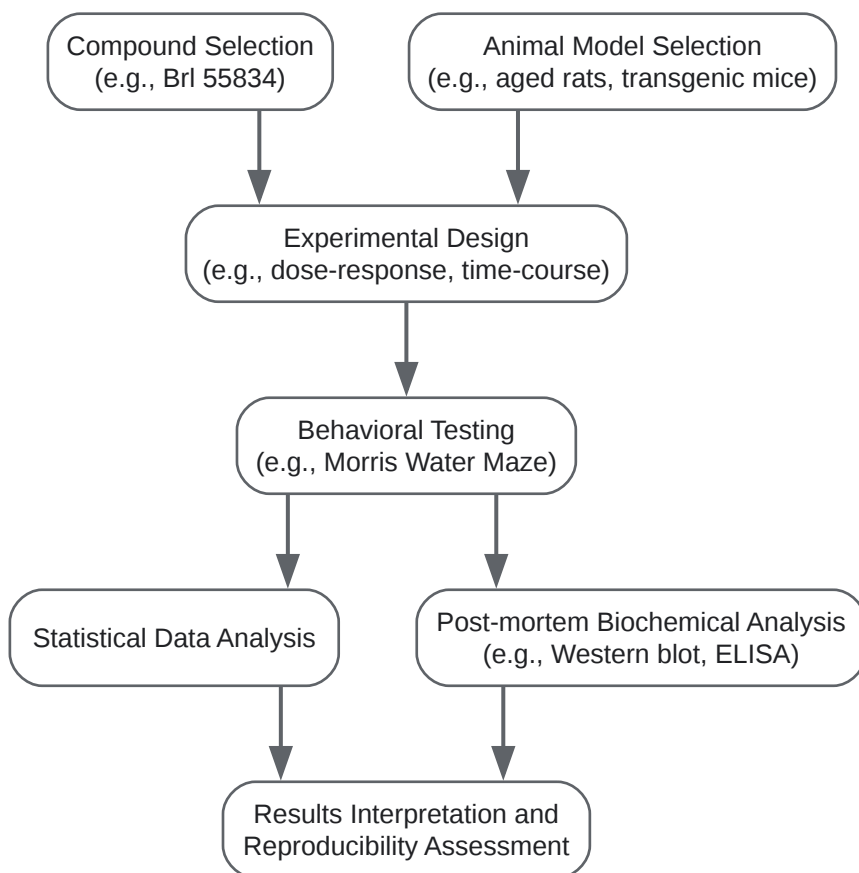 Compound Selection
(e.g., Brl 55834)
Animal Model Selection
(e.g., aged rats, transgenic mice)
Experimental Design
(e.g., dose-response, time-course)
Behavioral Testing
(e.g., Morris Water Maze)
Statistical Data Analysis
Post-mortem Biochemical Analysis
(e.g., Western blot, ELISA)
Results Interpretation and
Reproducibility Assessment